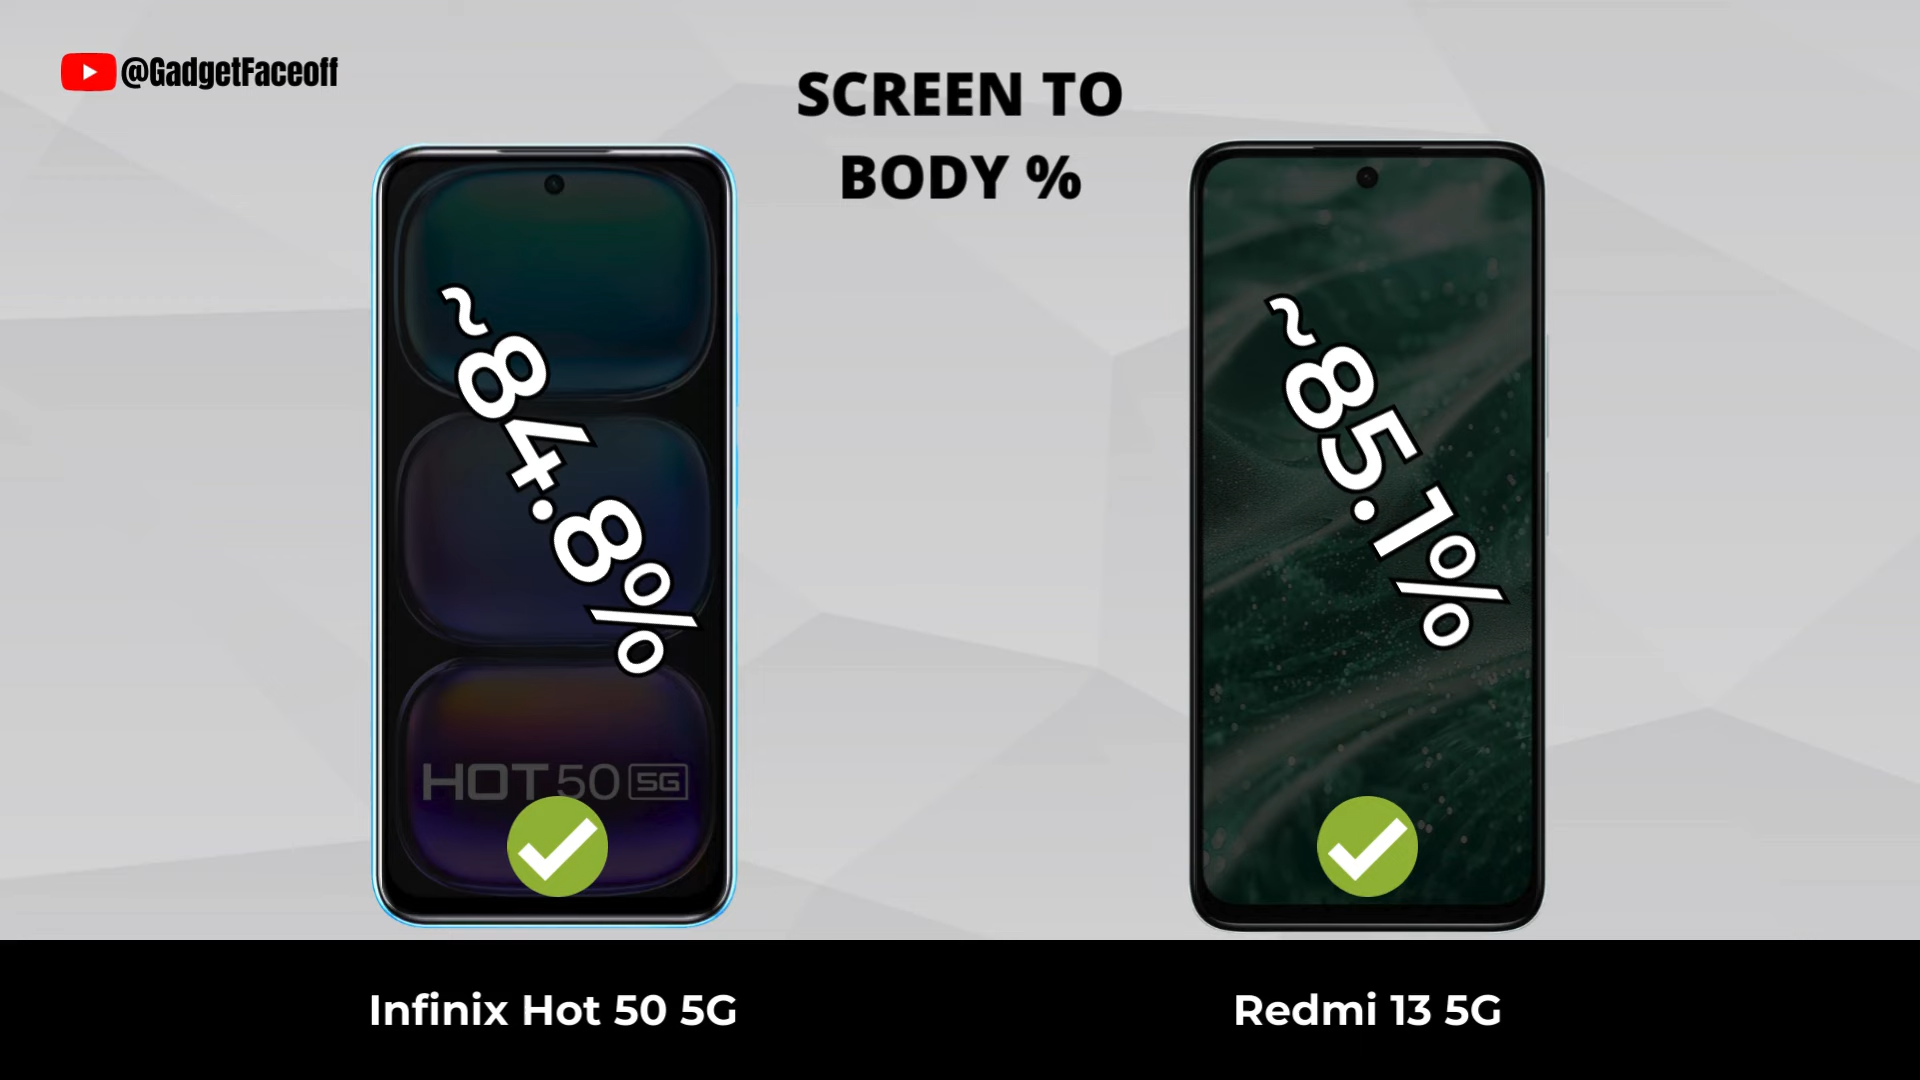 @GadgetFaceoff
SCREEN TO
BODY %
~84.8%
~85.1%
HOT 50 5G
Infinix Hot 50 5G
Redmi 13 5G